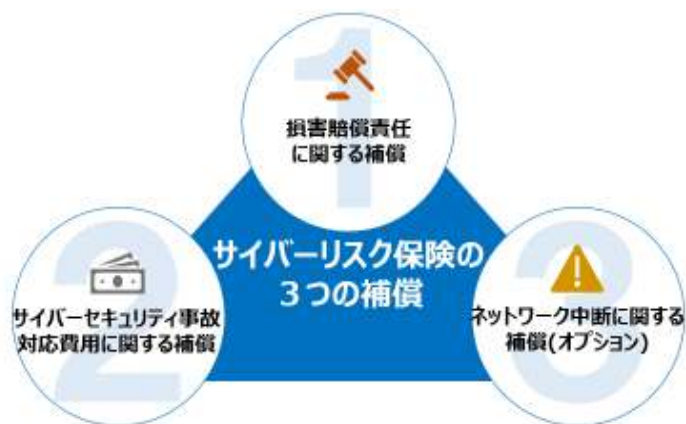 1
損害賠償責任
に関する補償
サイバーリスク保険の
3つの補償
2
サイバーセキュリティ事故
対応費用に関する補償
3
ネットワーク中断に関する
補償(オプション)